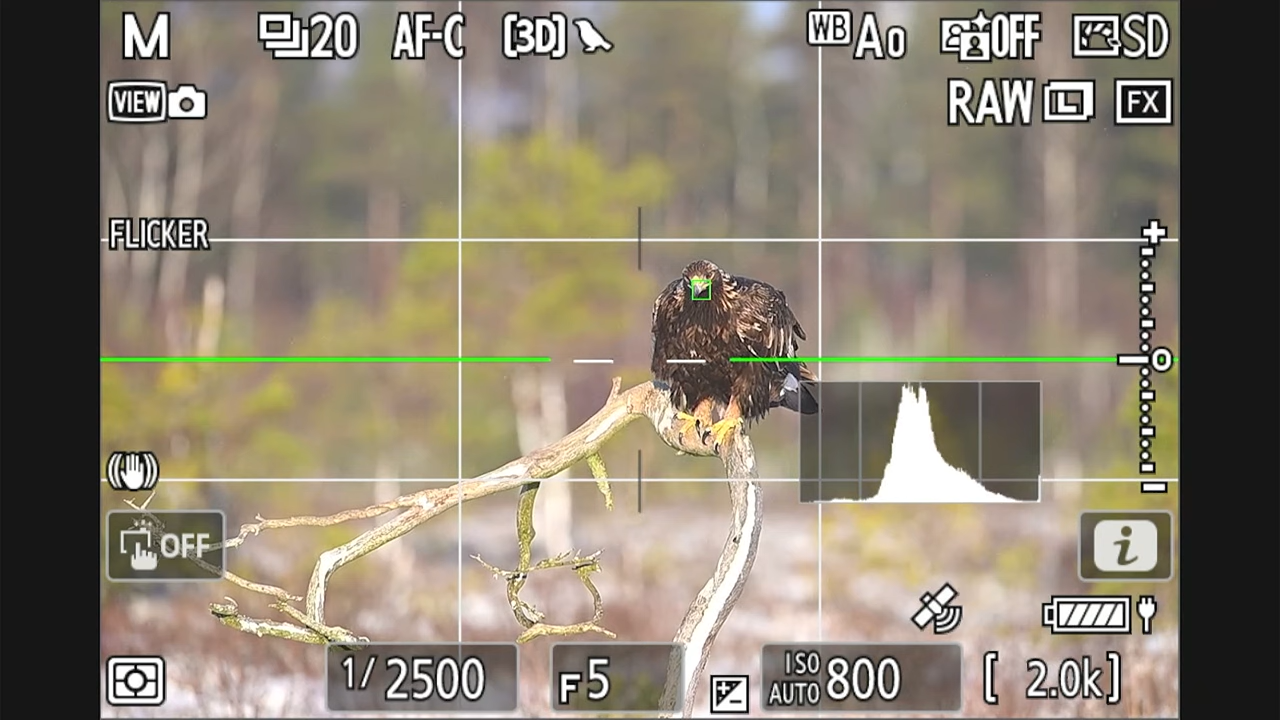 M 20 AF-C [3D] WB A0 OFF SD
VIEW RAW L FX
FLICKER
OFF i
1/2500 F5 ISO AUTO 800 [ 2.0k]